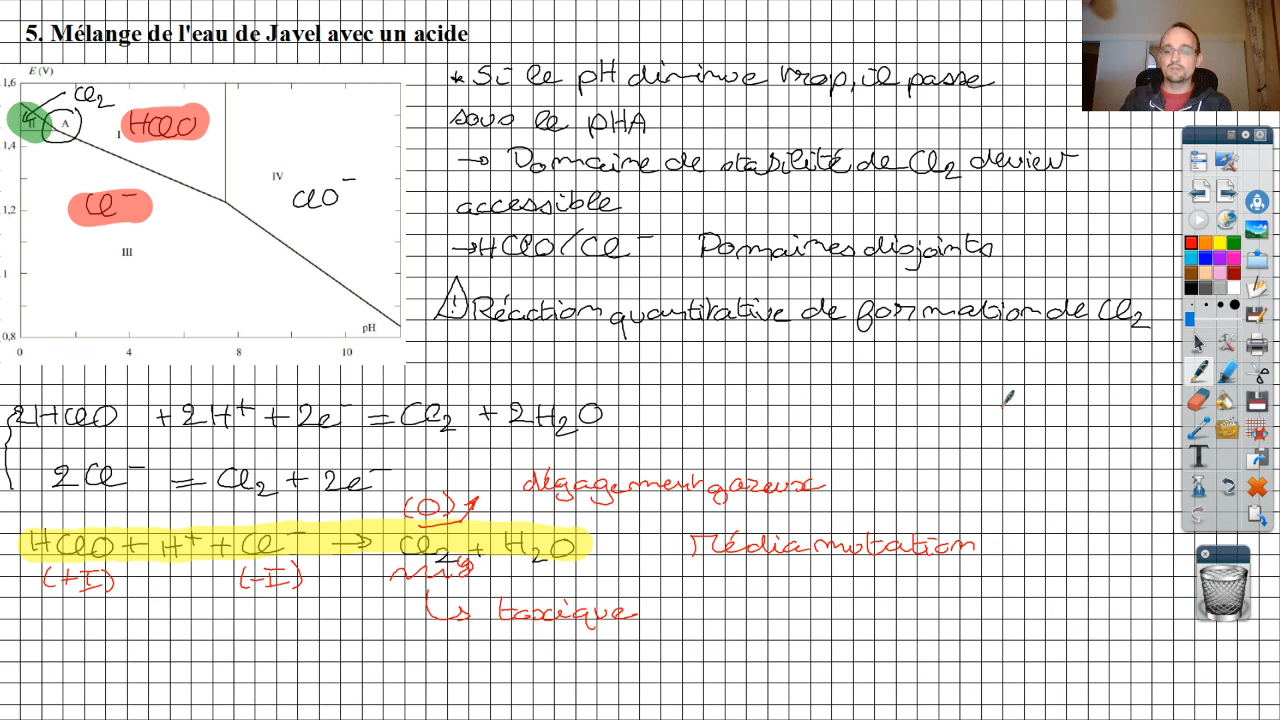 5. Mélange de l'eau de Javel avec un acide
E (V)
1,6
1,4
1,2
1
0,8
0
4
8
10
pH
Cl₂
II
A
I
HClO
Cl⁻
III
IV
ClO⁻
* Si le pH diminue trop, il passe
sous le pHA
→ Domaine de stabilité de Cl₂ devient
accessible
→ HClO/Cl⁻ Domaines disjoints
⚠ Réaction quantitative de formation de Cl₂
2HClO + 2H⁺ + 2e⁻ = Cl₂ + 2H₂O
2Cl⁻ = Cl₂ + 2e⁻
(0) ↗ dégagement gazeux
HClO + H⁺ + Cl⁻ → Cl₂ + H₂O Médiamutation
(+I) (-I)
↳ toxique